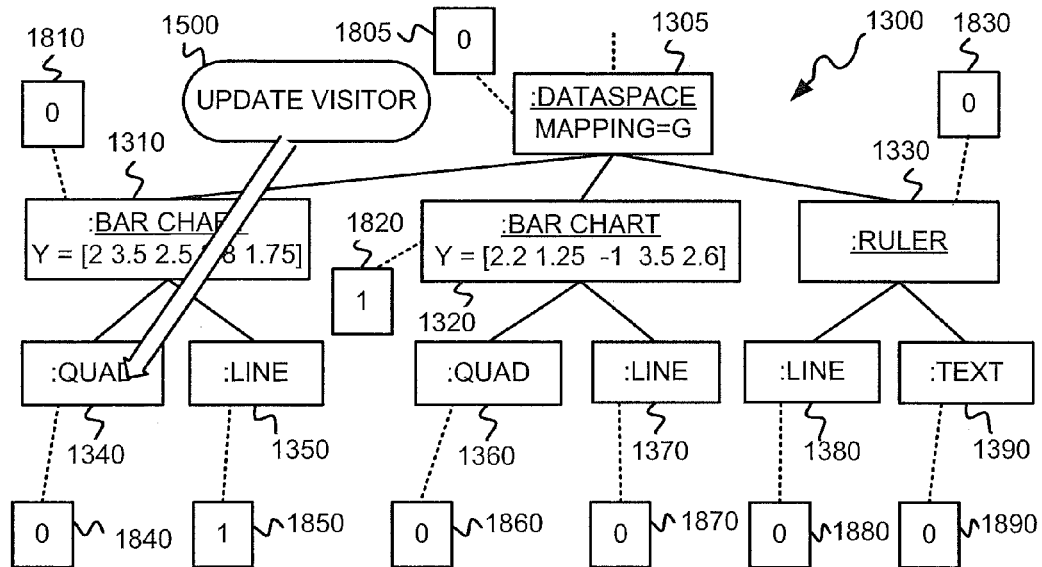 1810 1500 1805 0 1305 1300 1830
0 UPDATE VISITOR :DATASPACE 0
MAPPING=G
1310 1330
:BAR CHART 1820 :BAR CHART :RULER
Y = [2 3.5 2.5 8 1.75] Y = [2.2 1.25 -1 3.5 2.6]
1 1320
:QUAD :LINE :QUAD :LINE :LINE :TEXT
1340 1350 1360 1370 1380 1390
0 1840 1 1850 0 1860 0 1870 0 1880 0 1890